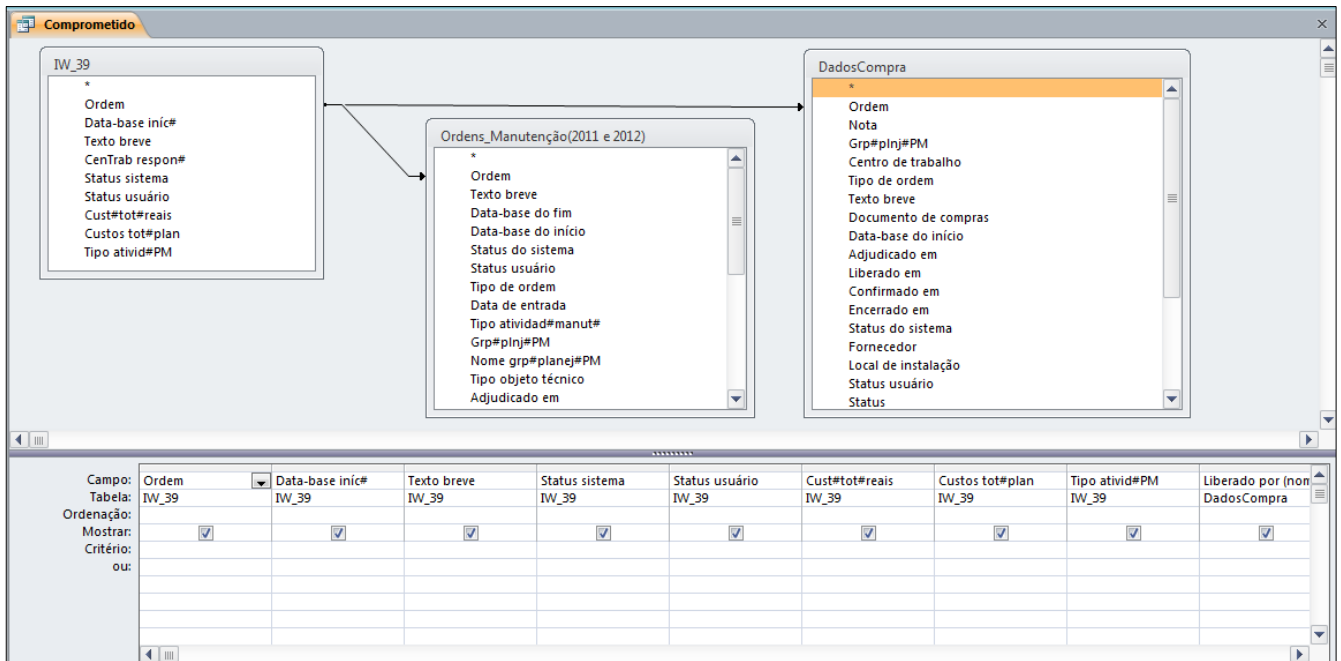 Comprometido
IW_39
*
Ordem
Data-base iníc#
Texto breve
CenTrab respon#
Status sistema
Status usuário
Cust#tot#reais
Custos tot#plan
Tipo ativid#PM
Ordens_Manutenção(2011 e 2012)
*
Ordem
Texto breve
Data-base do fim
Data-base do início
Status do sistema
Status usuário
Tipo de ordem
Data de entrada
Tipo atividad#manut#
Grp#plnj#PM
Nome grp#planej#PM
Tipo objeto técnico
Adjudicado em
DadosCompra
*
Ordem
Nota
Grp#plnj#PM
Centro de trabalho
Tipo de ordem
Texto breve
Documento de compras
Data-base do início
Adjudicado em
Liberado em
Confirmado em
Encerrado em
Status do sistema
Fornecedor
Local de instalação
Status usuário
Status
Campo: Ordem Data-base iníc# Texto breve Status sistema Status usuário Cust#tot#reais Custos tot#plan Tipo ativid#PM Liberado por (nom
Tabela: IW_39 IW_39 IW_39 IW_39 IW_39 IW_39 IW_39 IW_39 DadosCompra
Ordenação:
Mostrar:
Critério:
ou: